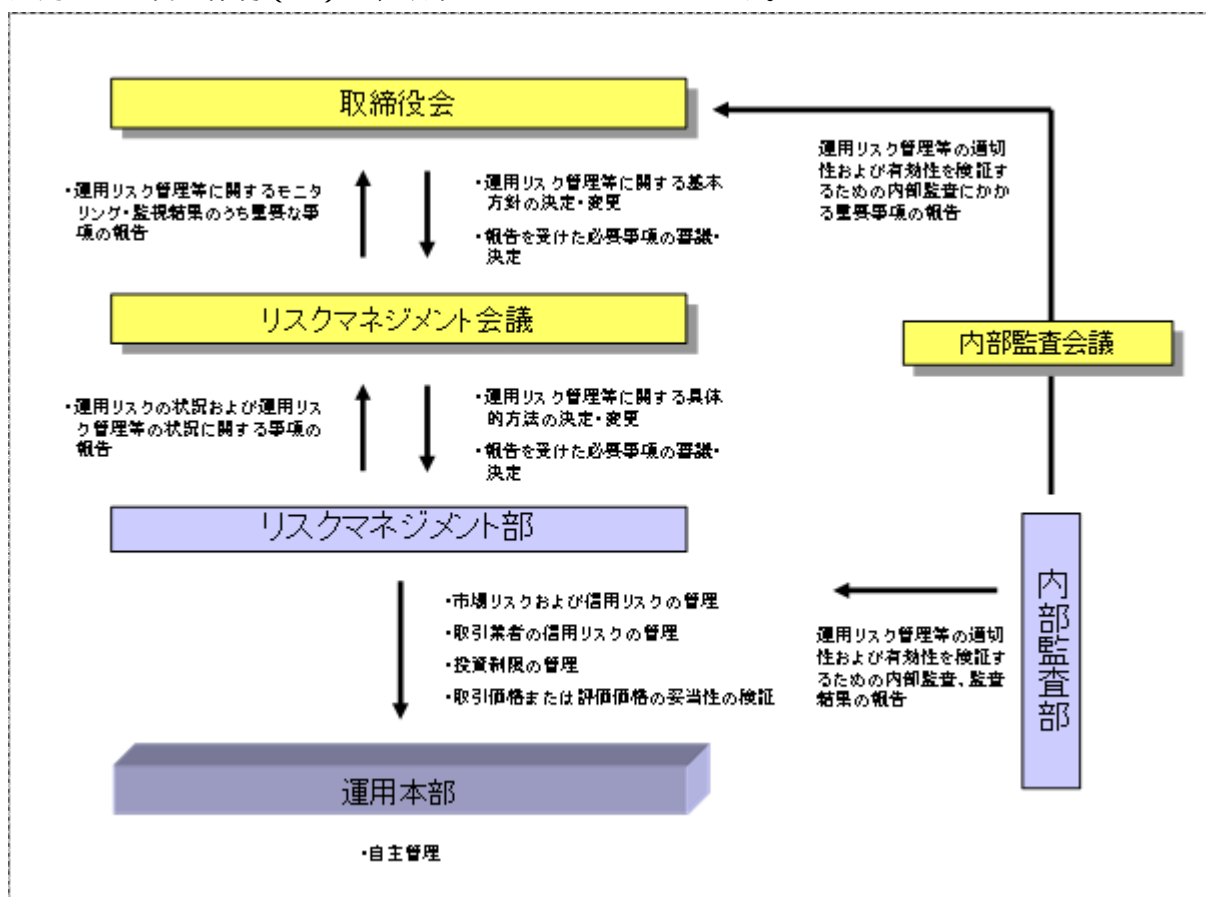 取締役会
・運用リスク管理等に関するモニ
タリング・監視結果のうち重要な事
項の報告
・運用リスク管理等に関する基本
方針の決定・変更
・報告を受けた必要事項の審議・
決定
運用リスク管理等の適切
性および有効性を検証す
るための内部監査にかか
る重要事項の報告
リスクマネジメント会議
内部監査会議
・運用リスクの状況および運用リス
ク管理等の状況に関する事項の
報告
・運用リスク管理等に関する具体
的方法の決定・変更
・報告を受けた必要事項の審議・
決定
リスクマネジメント部
・市場リスクおよび信用リスクの管理
・取引業者の信用リスクの管理
・投資制限の管理
・取引価格または評価価格の妥当性の検証
運用リスク管理等の適切
性および有効性を検証す
るための内部監査、監査
結果の報告
内部監査部
運用本部
・自主管理